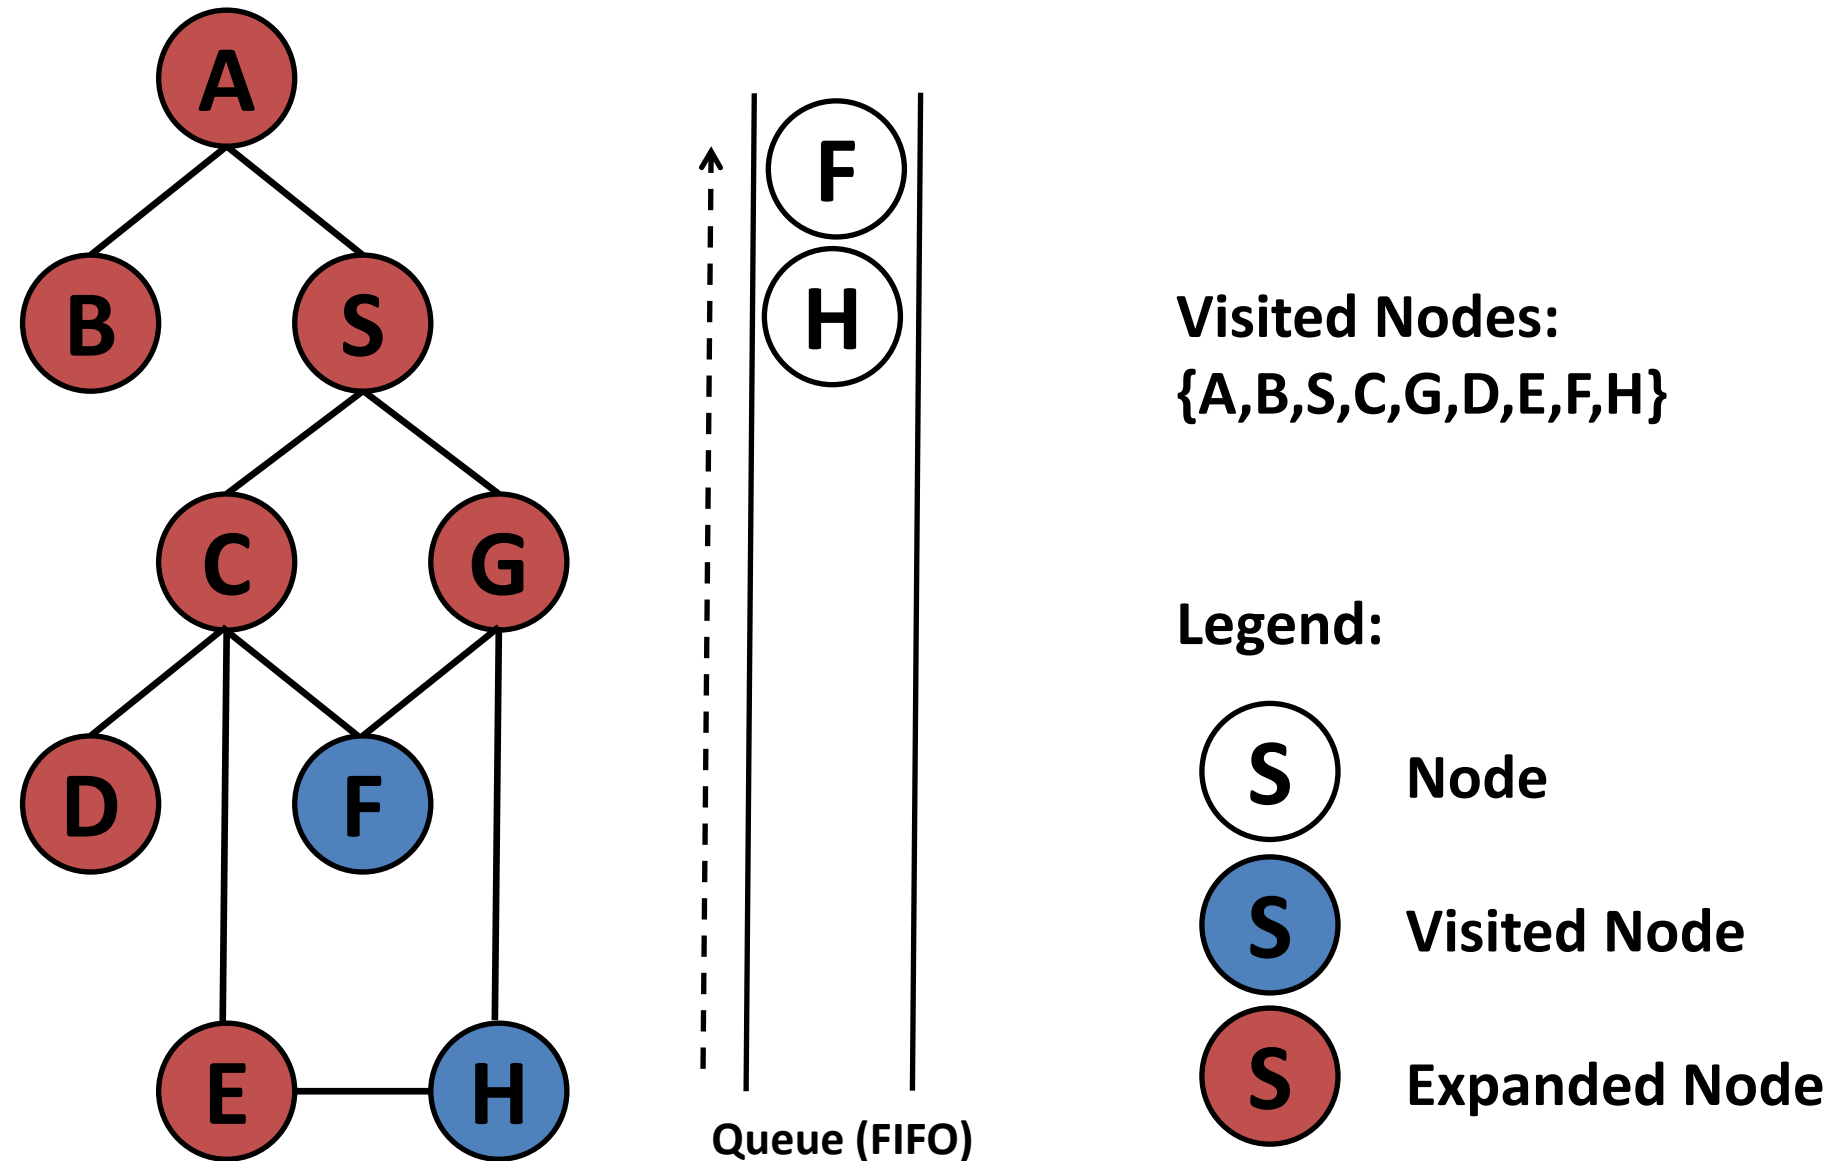 A
B
S
C
G
D
F
E
H
F
H
Queue (FIFO)
Visited Nodes:
{A,B,S,C,G,D,E,F,H}
Legend:
S Node
S Visited Node
S Expanded Node